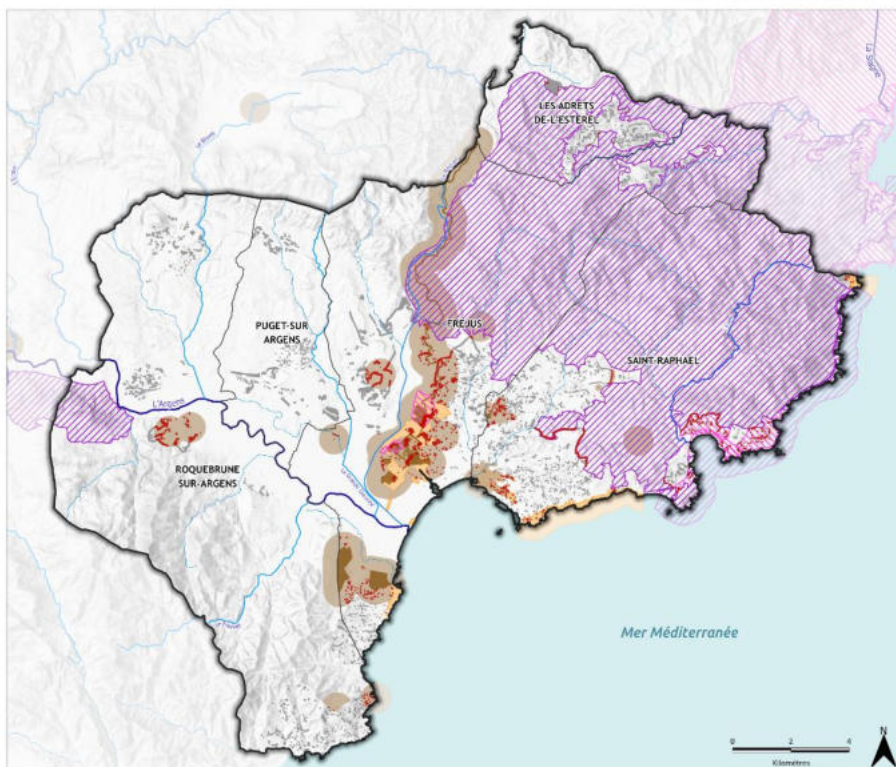 LES ADRETS
DE-L'ESTEREL
FREJUS
PUGET-SUR
ARGENS
SAINT-RAPHAEL
L'Argens
ROQUEBRUNE
SUR-ARGENS
Mer Méditerranée
N
0 2 4
Kilomètres